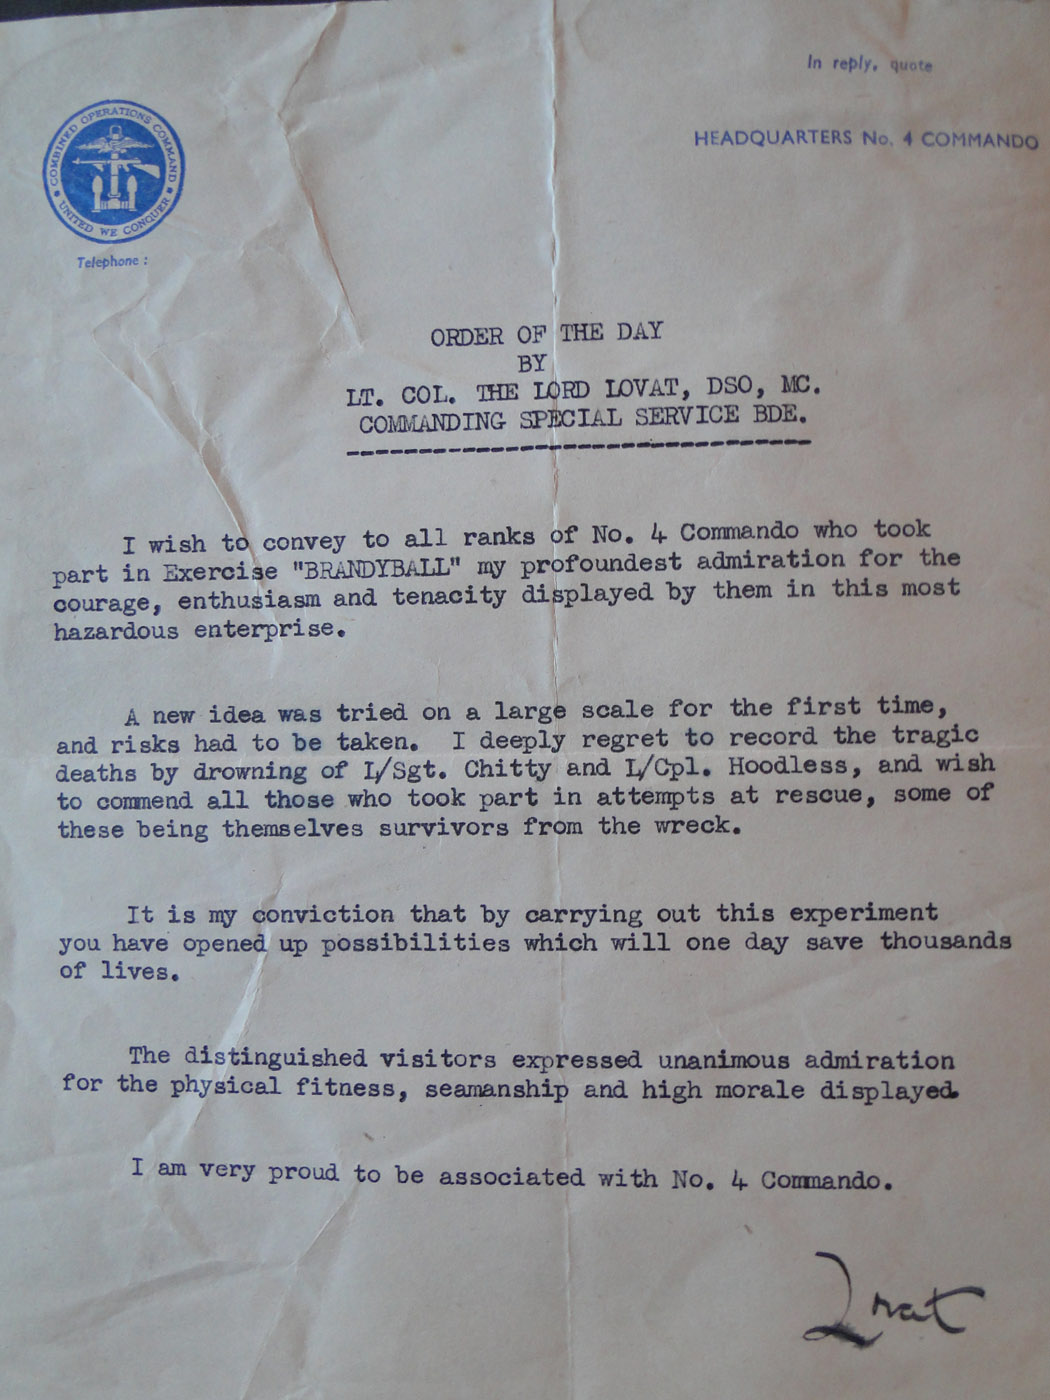 In reply, quote
HEADQUARTERS No. 4 COMMANDO
COMBINED OPERATIONS COMMAND
UNITED WE CONQUER
Telephone :
ORDER OF THE DAY
BY
LT. COL. THE LORD LOVAT, DSO, MC.
COMMANDING SPECIAL SERVICE BDE.
I wish to convey to all ranks of No. 4 Commando who took
part in Exercise "BRANDYBALL" my profoundest admiration for the
courage, enthusiasm and tenacity displayed by them in this most
hazardous enterprise.
A new idea was tried on a large scale for the first time,
and risks had to be taken. I deeply regret to record the tragic
deaths by drowning of L/Sgt. Chitty and L/Cpl. Hoodless, and wish
to commend all those who took part in attempts at rescue, some of
these being themselves survivors from the wreck.
It is my conviction that by carrying out this experiment
you have opened up possibilities which will one day save thousands
of lives.
The distinguished visitors expressed unanimous admiration
for the physical fitness, seamanship and high morale displayed.
I am very proud to be associated with No. 4 Commando.
Lovat